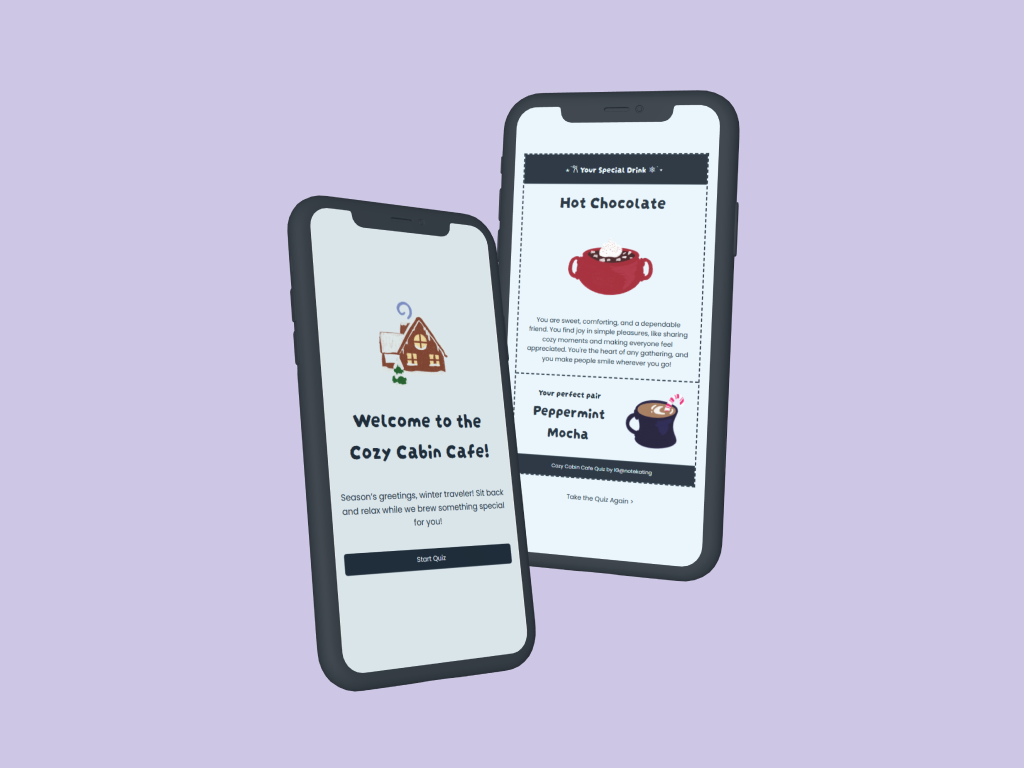 Welcome to the
Cozy Cabin Cafe!
Season's greetings, winter traveler! Sit back
and relax while we brew something special
for you!
Start Quiz
Your Special Drink
Hot Chocolate
You are sweet, comforting, and a dependable
friend. You find joy in simple pleasures, like sharing
cozy moments and making everyone feel
appreciated. You're the heart of any gathering, and
you make people smile wherever you go!
Your perfect pair
Peppermint
Mocha
Cozy Cabin Cafe Quiz by IG@notekating
Take the Quiz Again >